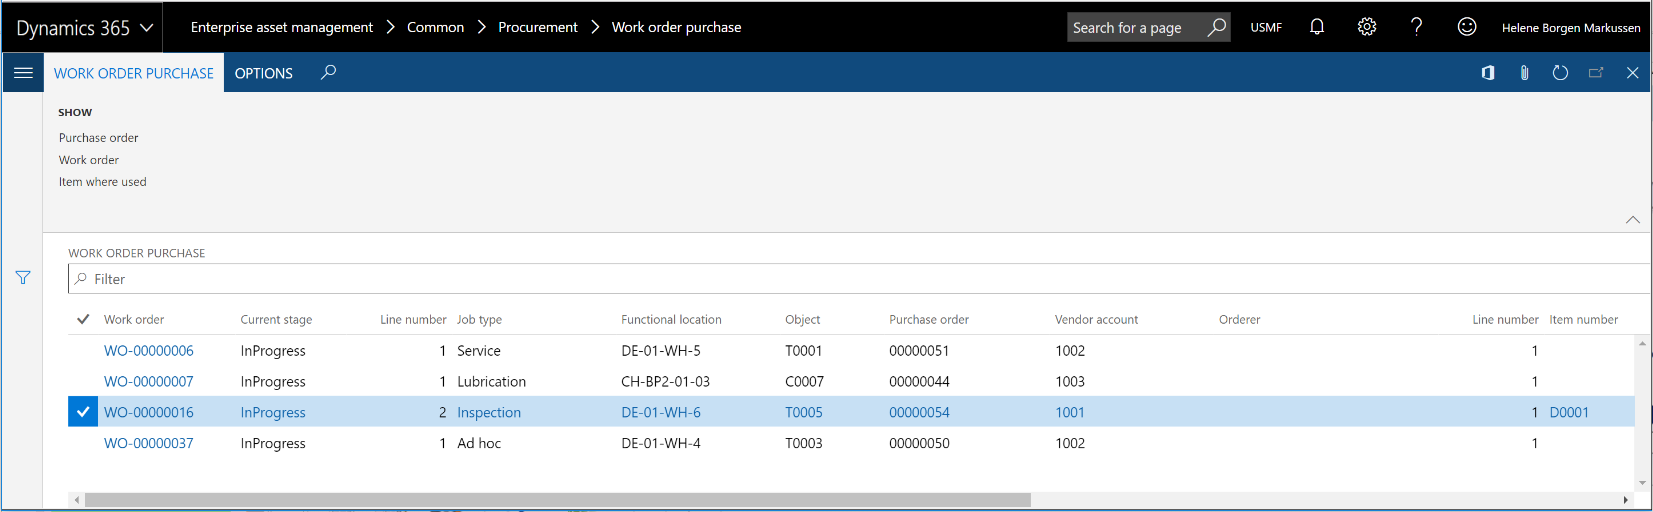 Dynamics 365 Enterprise asset management > Common > Procurement > Work order purchase Search for a page USMF Helene Borgen Markussen
WORK ORDER PURCHASE OPTIONS
SHOW
Purchase order
Work order
Item where used
WORK ORDER PURCHASE
Filter
Work order Current stage Line number Job type Functional location Object Purchase order Vendor account Orderer Line number Item number
WO-00000006 InProgress 1 Service DE-01-WH-5 T0001 00000051 1002 1
WO-00000007 InProgress 1 Lubrication CH-BP2-01-03 C0007 00000044 1003 1
WO-00000016 InProgress 2 Inspection DE-01-WH-6 T0005 00000054 1001 1 D0001
WO-00000037 InProgress 1 Ad hoc DE-01-WH-4 T0003 00000050 1002 1